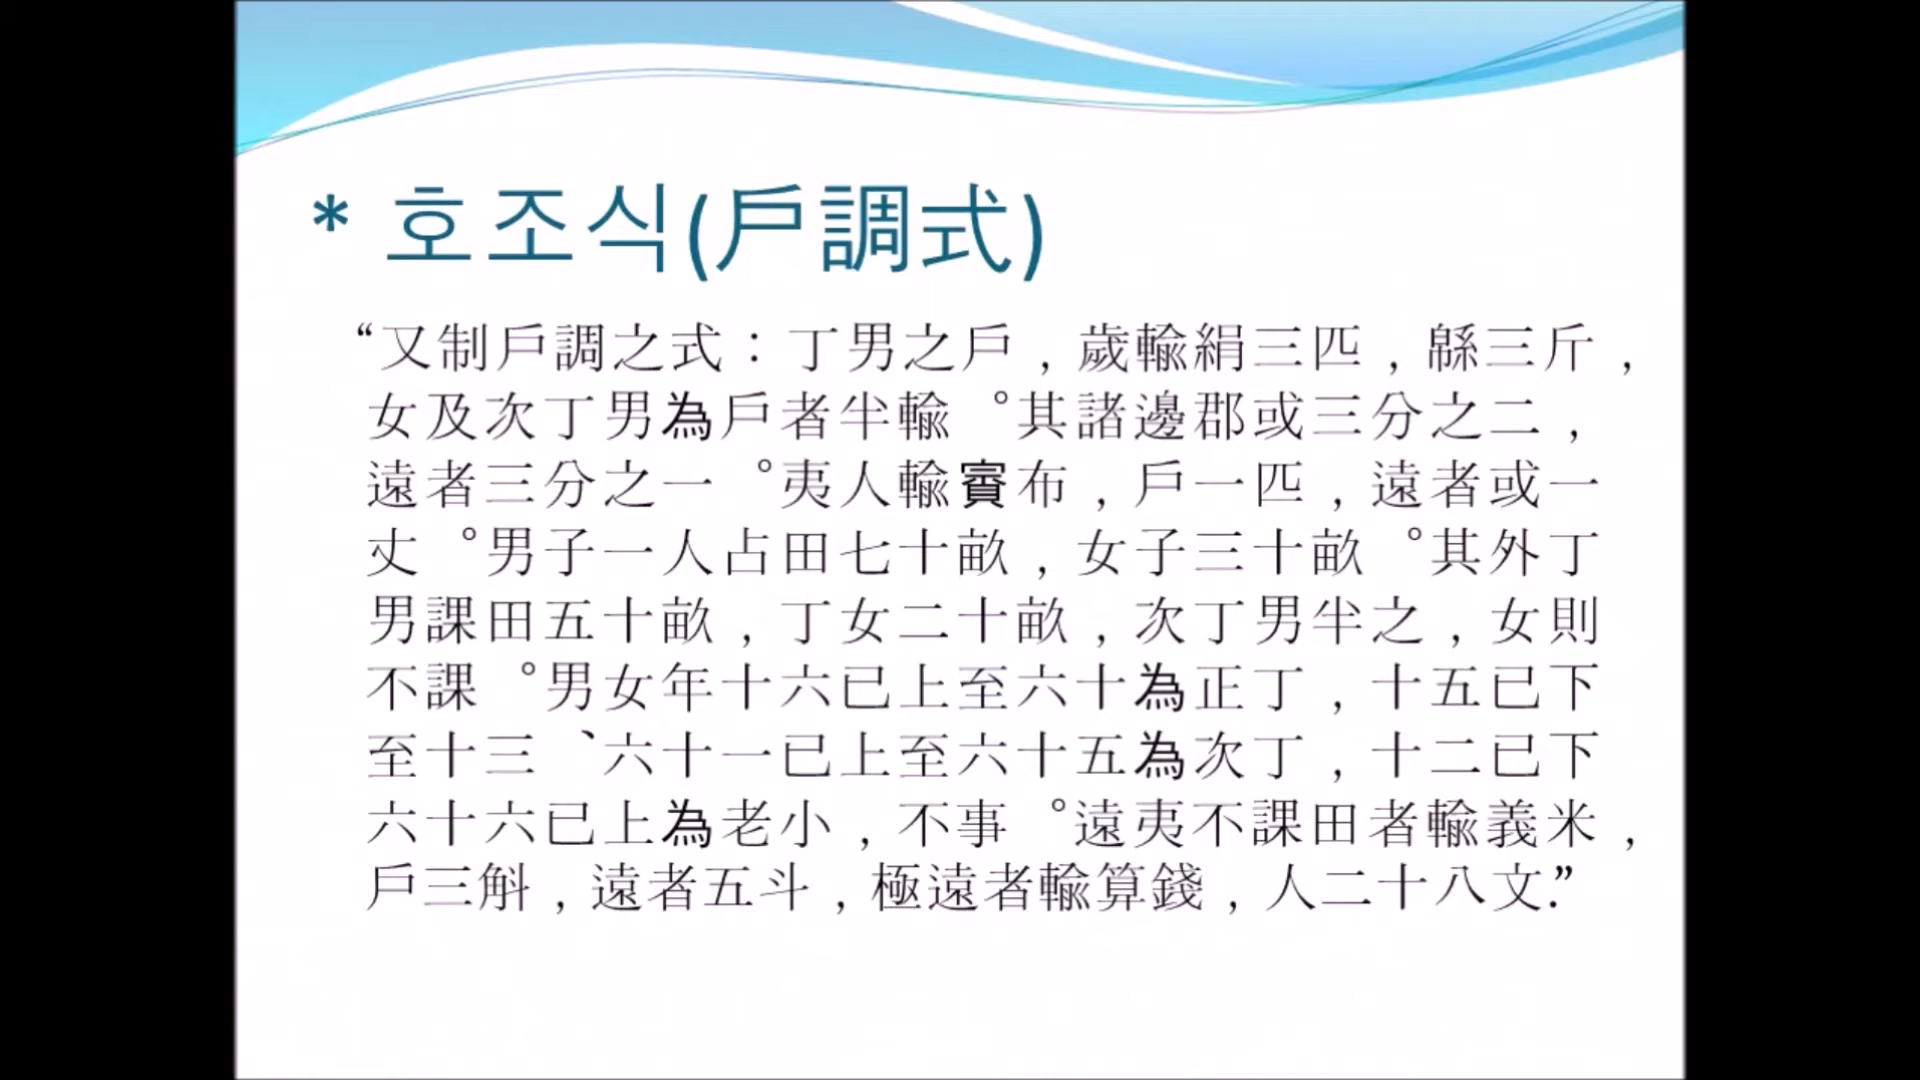 * 호조식(戶調式)
“又制戶調之式：丁男之戶，歲輸絹三匹，緜三斤，
女及次丁男為戶者半輸。其諸邊郡或三分之二，
遠者三分之一。夷人輸賨布，戶一匹，遠者或一
丈。男子一人占田七十畝，女子三十畝。其外丁
男課田五十畝，丁女二十畝，次丁男半之，女則
不課。男女年十六已上至六十為正丁，十五已下
至十三、六十一已上至六十五為次丁，十二已下
六十六已上為老小，不事。遠夷不課田者輸義米，
戶三斛，遠者五斗，極遠者輸算錢，人二十八文.”